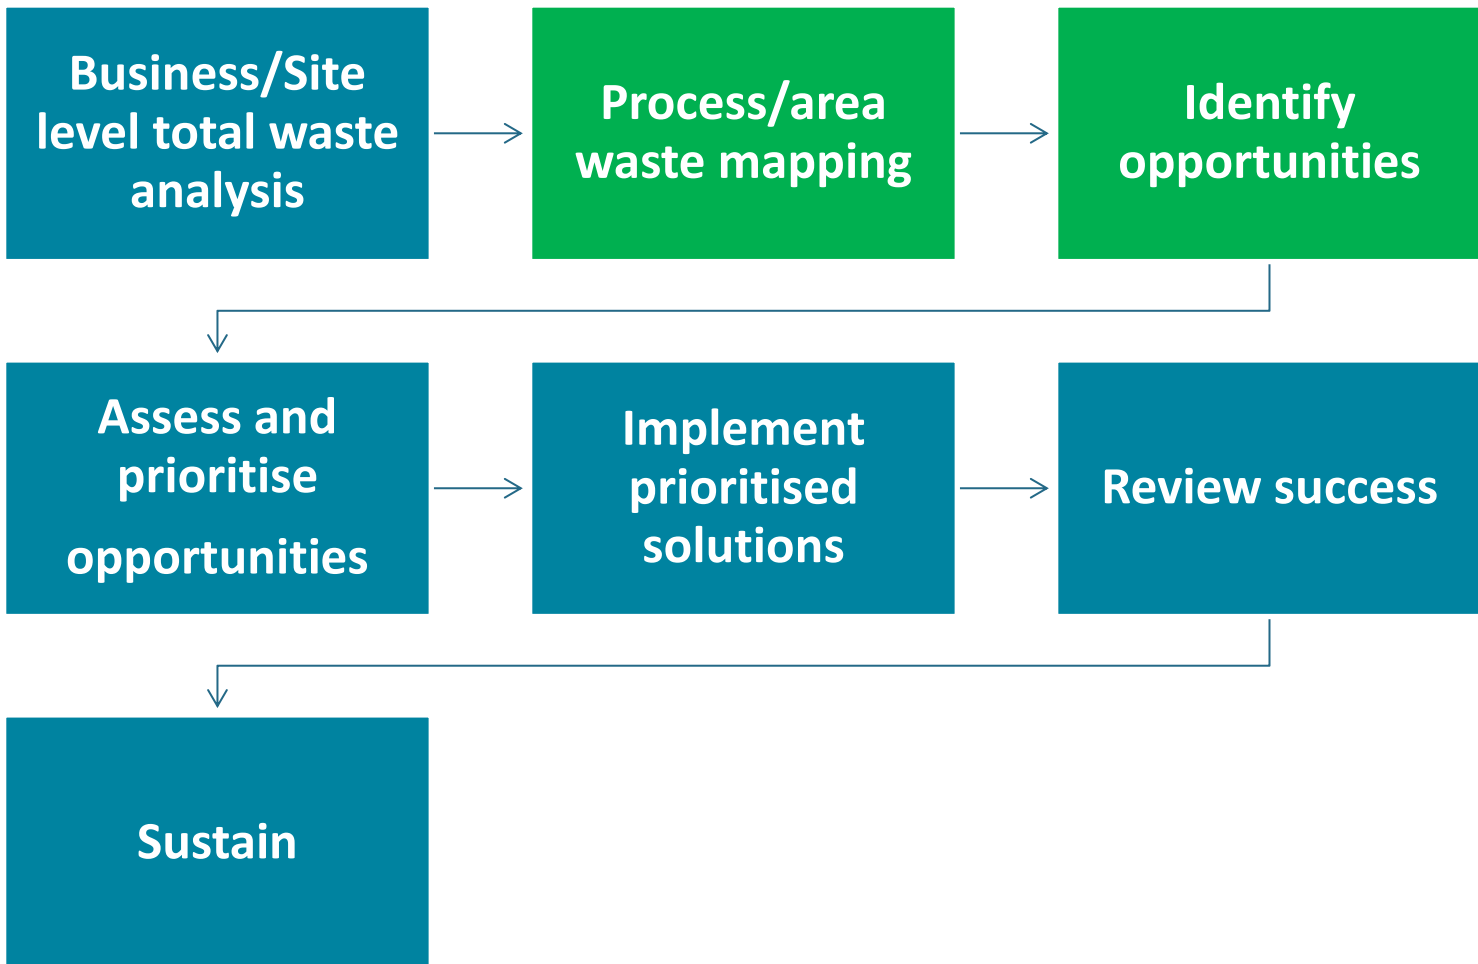 Business/Site
level total waste
analysis
Process/area
waste mapping
Identify
opportunities
Assess and
prioritise
opportunities
Implement
prioritised
solutions
Review success
Sustain